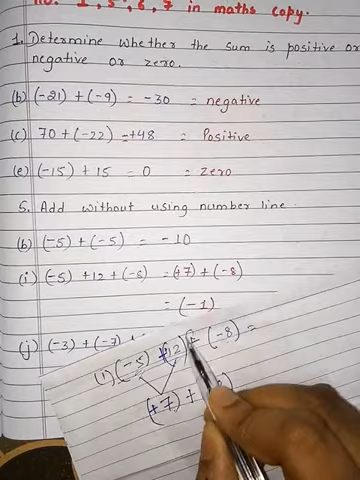 no. 1, 5, 6, 7 in maths copy.
1. Determine whether the sum is positive or
negative or zero.
(b) (-21) + (-9) = -30 = negative
(c) 70 + (-22) = +48 = Positive
(e) (-15) + 15 = 0 = zero
5. Add without using number line.
(b) (-5) + (-5) = -10
(i) (-5) + 12 + (-8) = (+7) + (-8)
= (-1)
(j) (-3) + (-7)
(i) (-5) +12 + (-8) =
(+7) +